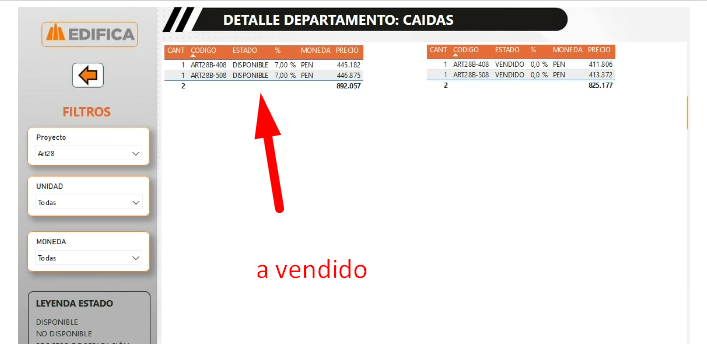 DETALLE DEPARTAMENTO: CAIDAS
EDIFICA
FILTROS
Proyecto
Art28
UNIDAD
Todas
MONEDA
Todas
LEYENDA ESTADO
DISPONIBLE
NO DISPONIBLE
CANT CODIGO ESTADO % MONEDA PRECIO
1 ART28B-408 DISPONIBLE 7,00 % PEN 445.182
1 ART28B-508 DISPONIBLE 7,00 % PEN 446.875
2 892.057
CANT CODIGO ESTADO % MONEDA PRECIO
1 ART28B-408 VENDIDO 0,0 % PEN 411.806
1 ART28B-508 VENDIDO 0,0 % PEN 413.372
2 825.177
a vendido